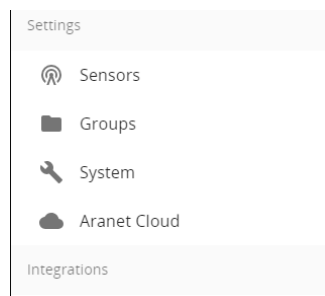 Settings
Sensors
Groups
System
Aranet Cloud
Integrations